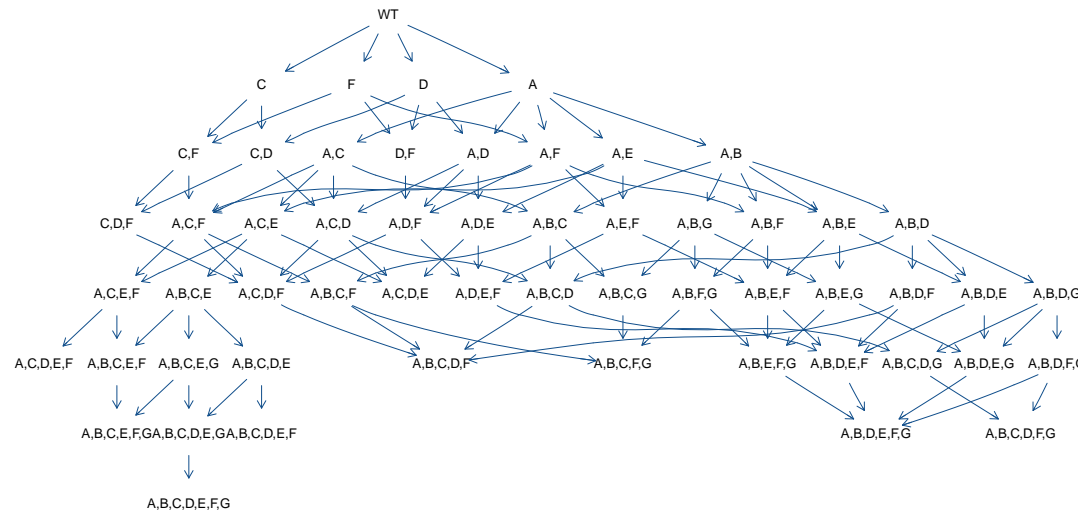 WT
C F D A
C,F C,D A,C D,F A,D A,F A,E A,B
C,D,F A,C,F A,C,E A,C,D A,D,F A,D,E A,B,C A,E,F A,B,G A,B,F A,B,E A,B,D
A,C,E,F A,B,C,E A,C,D,F A,B,C,F A,C,D,E A,D,E,F A,B,C,D A,B,C,G A,B,F,G A,B,E,F A,B,E,G A,B,D,F A,B,D,E A,B,D,G
A,C,D,E,F A,B,C,E,F A,B,C,E,G A,B,C,D,E A,B,C,D,F A,B,C,F,G A,B,E,F,G A,B,D,E,F A,B,C,D,G A,B,D,E,G A,B,D,F,G
A,B,C,E,F,G A,B,C,D,E,G A,B,C,D,E,F A,B,D,E,F,G A,B,C,D,F,G
A,B,C,D,E,F,G